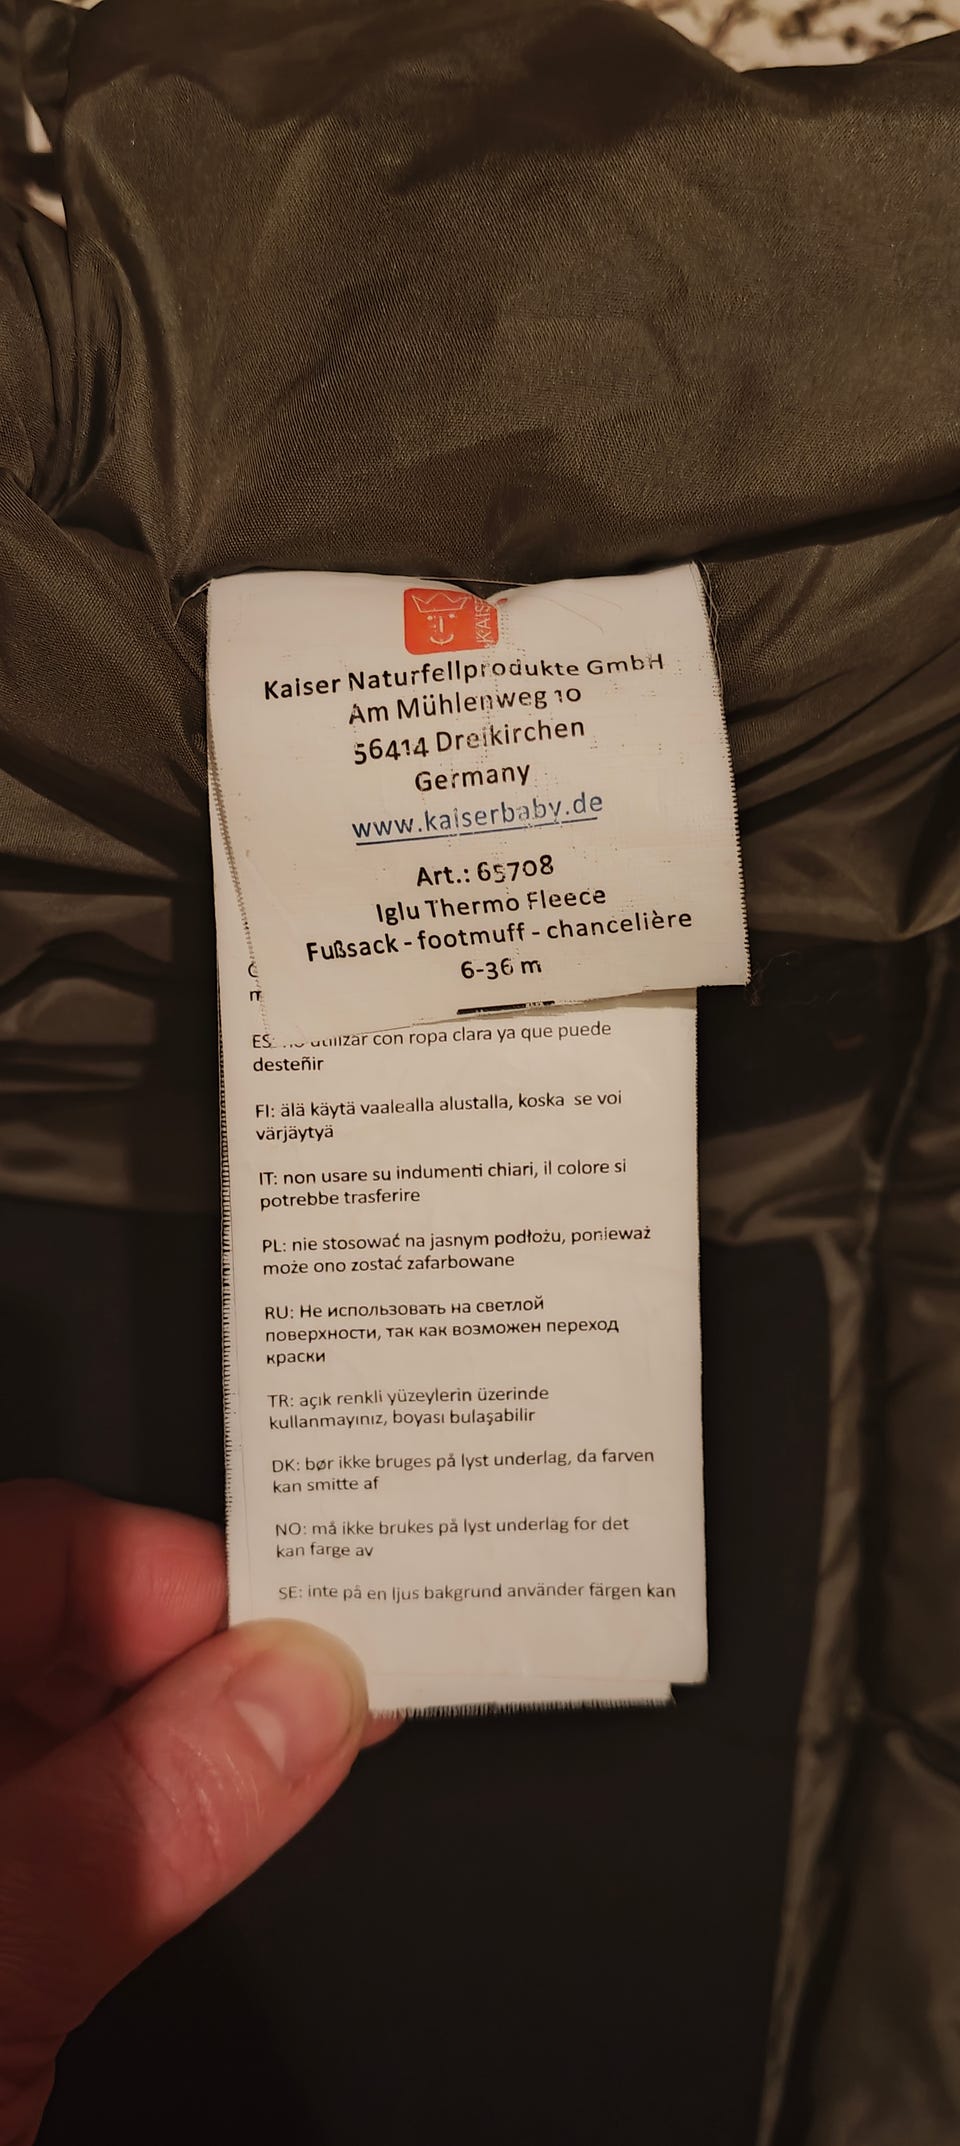 KAIS
Kaiser Naturfellprodukte GmbH
Am Mühlenweg 10
56414 Dreikirchen
Germany
www.kaiserbaby.de
Art.: 65708
Iglu Thermo Fleece
Fußsack - footmuff - chancelière
6-36 m
ES: no utilizar con ropa clara ya que puede
desteñir
FI: älä käytä vaalealla alustalla, koska se voi
värjäytyä
IT: non usare su indumenti chiari, il colore si
potrebbe trasferire
PL: nie stosować na jasnym podłożu, ponieważ
może ono zostać zafarbowane
RU: Не использовать на светлой
поверхности, так как возможен переход
краски
TR: açık renkli yüzeylerin üzerinde
kullanmayınız, boyası bulaşabilir
DK: bør ikke bruges på lyst underlag, da farven
kan smitte af
NO: må ikke brukes på lyst underlag for det
kan farge av
SE: inte på en ljus bakgrund använder färgen kan